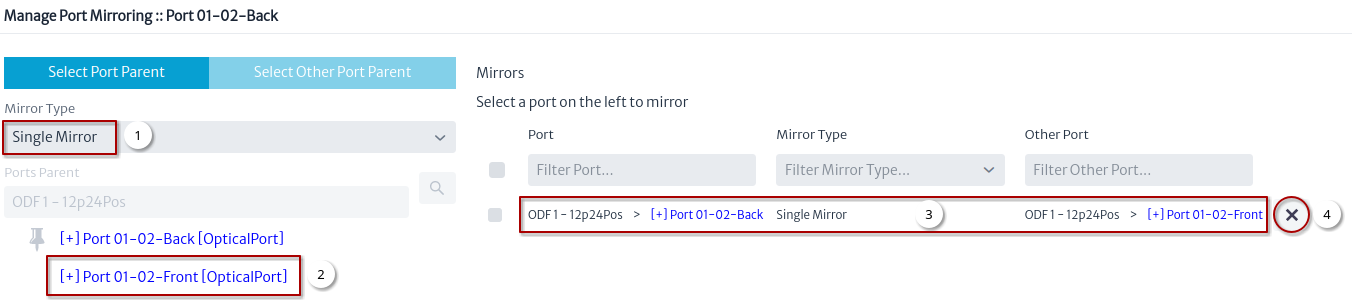 Manage Port Mirroring :: Port 01-02-Back
Select Port Parent
Select Other Port Parent
Mirror Type
Single Mirror
1
Ports Parent
ODF 1 - 12p24Pos
[+] Port 01-02-Back [OpticalPort]
[+] Port 01-02-Front [OpticalPort]
2
Mirrors
Select a port on the left to mirror
Port
Mirror Type
Other Port
Filter Port...
Filter Mirror Type...
Filter Other Port...
ODF 1 - 12p24Pos > [+] Port 01-02-Back Single Mirror 3 ODF 1 - 12p24Pos > [+] Port 01-02-Front
4